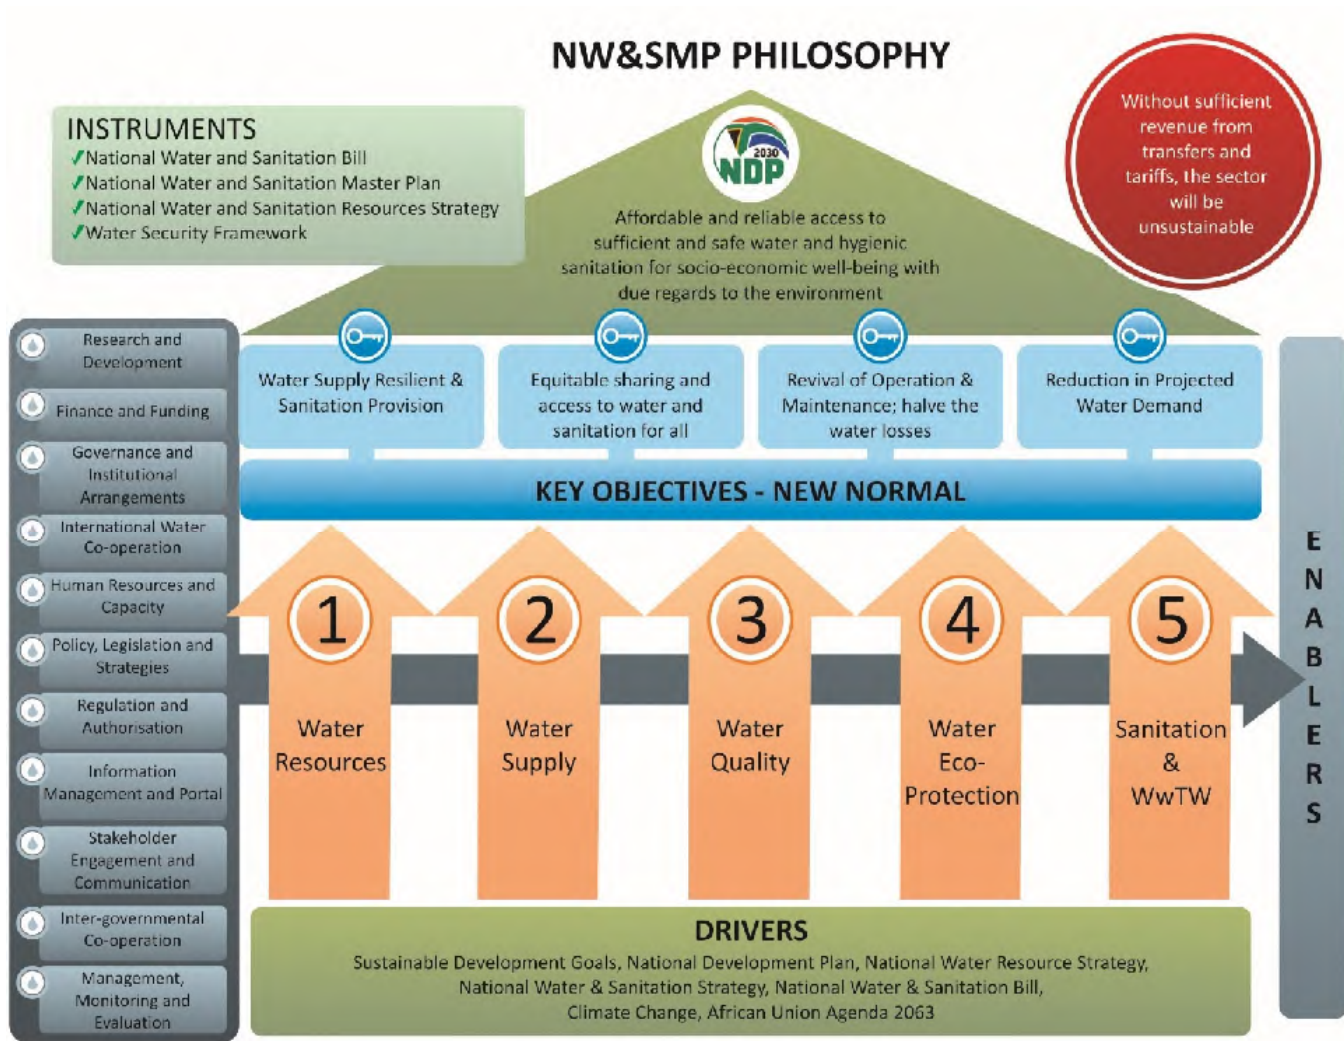 NW&SMP PHILOSOPHY
INSTRUMENTS
✓National Water and Sanitation Bill
✓National Water and Sanitation Master Plan
✓National Water and Sanitation Resources Strategy
✓Water Security Framework
2030
NDP
Affordable and reliable access to
sufficient and safe water and hygienic
sanitation for socio-economic well-being with
due regards to the environment
Without sufficient
revenue from
transfers and
tariffs, the sector
will be
unsustainable
Research and
Development
Finance and Funding
Governance and
Institutional
Arrangements
International Water
Co-operation
Human Resources and
Capacity
Policy, Legislation and
Strategies
Regulation and
Authorisation
Information
Management and Portal
Stakeholder
Engagement and
Communication
Inter-governmental
Co-operation
Management,
Monitoring and
Evaluation
Water Supply Resilient &
Sanitation Provision
Equitable sharing and
access to water and
sanitation for all
Revival of Operation &
Maintenance; halve the
water losses
Reduction in Projected
Water Demand
KEY OBJECTIVES - NEW NORMAL
1
Water
Resources
2
Water
Supply
3
Water
Quality
4
Water
Eco-
Protection
5
Sanitation
&
WwTW
ENABLERS
DRIVERS
Sustainable Development Goals, National Development Plan, National Water Resource Strategy,
National Water & Sanitation Strategy, National Water & Sanitation Bill,
Climate Change, African Union Agenda 2063